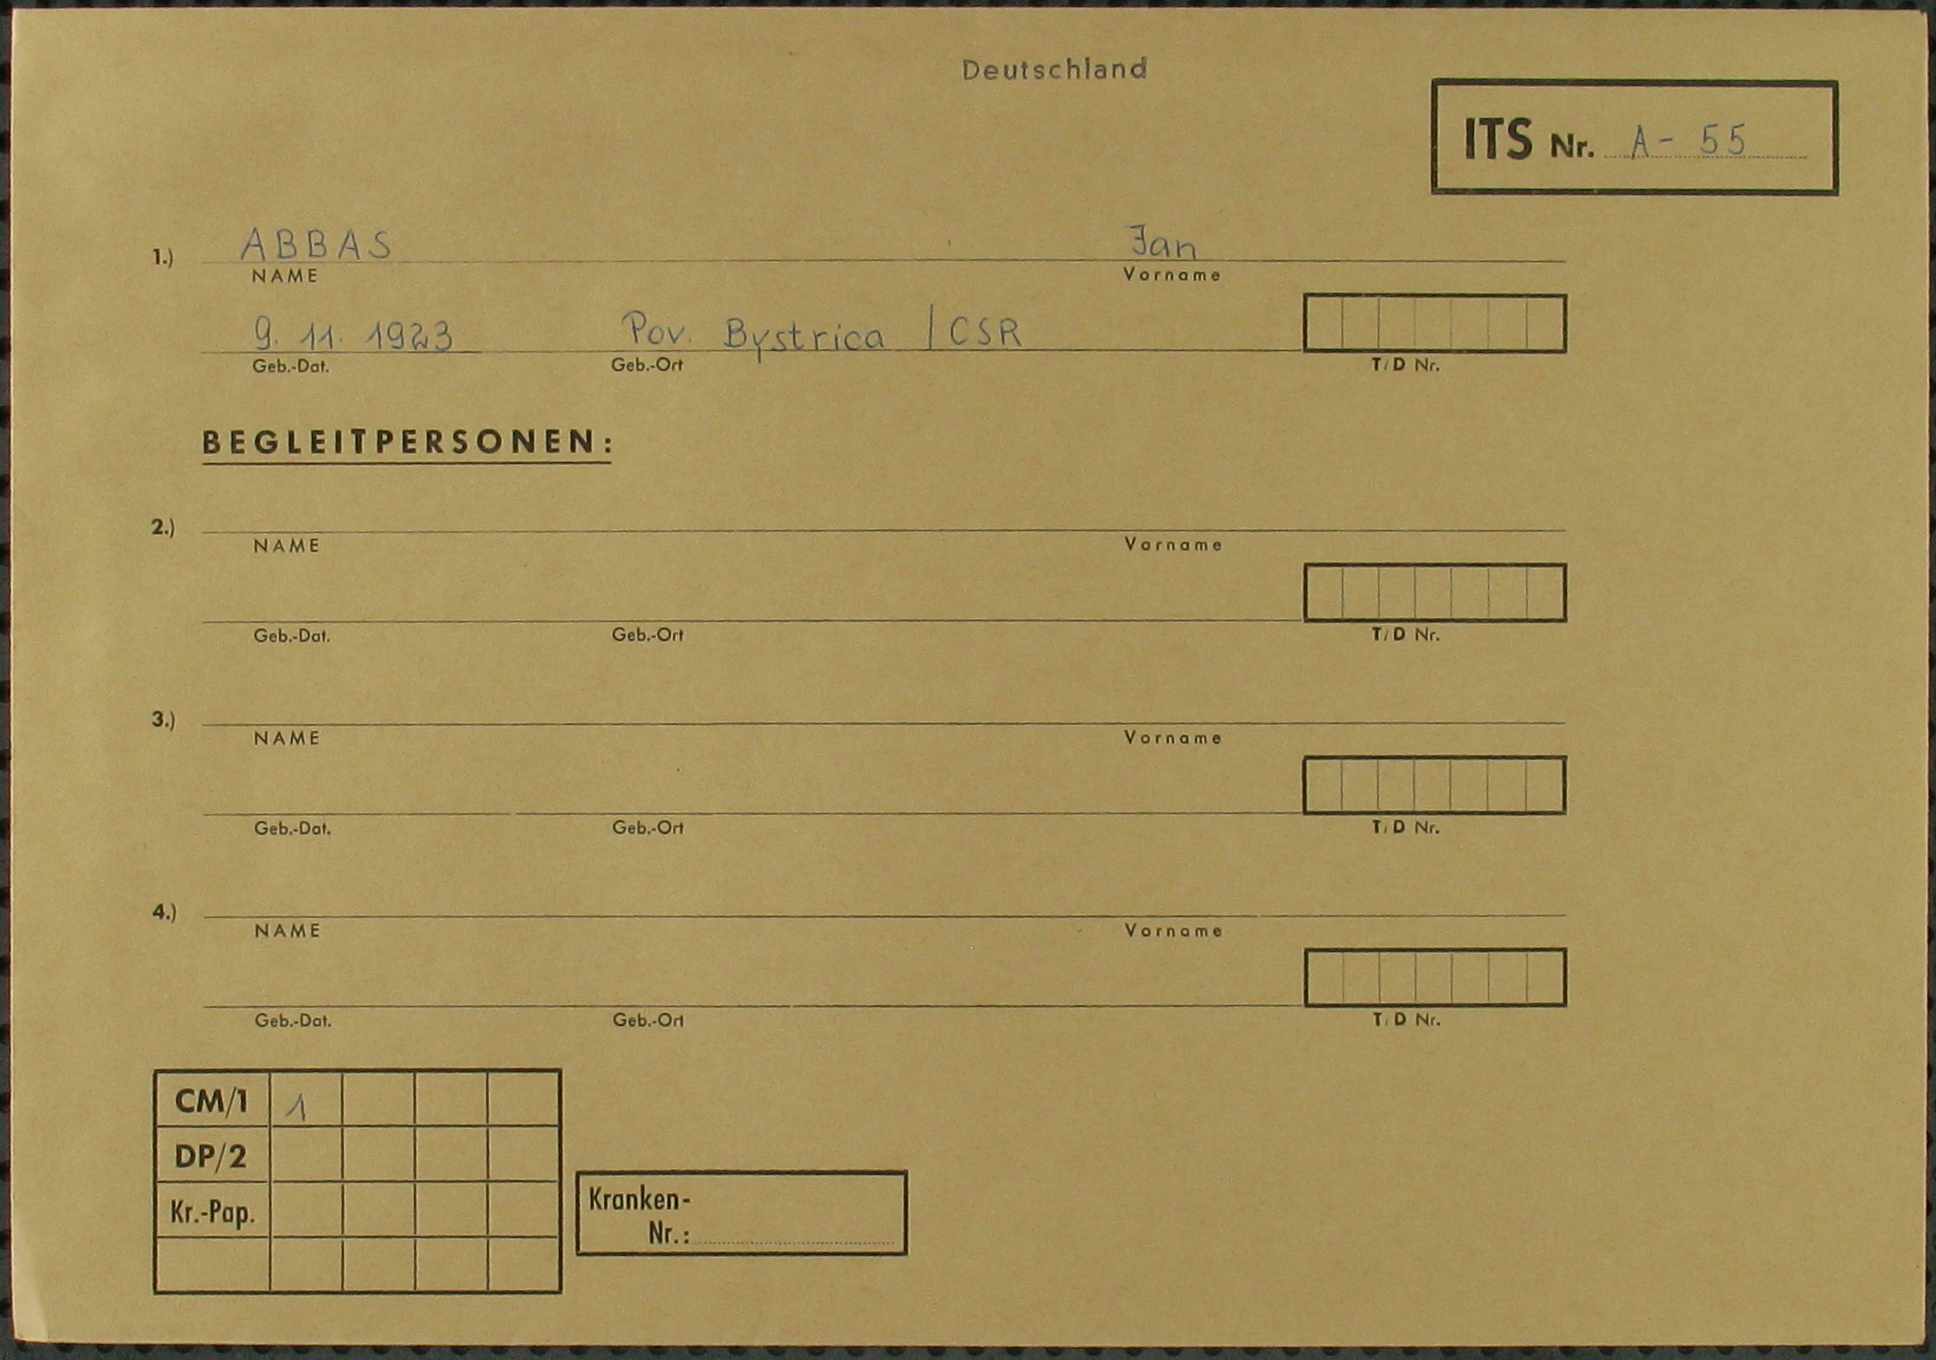 Deutschland
ITS Nr. A- 55
1.) ABBAS Jan
NAME Vorname
9. 11. 1923 Pov. Bystrica / CSR
Geb.-Dat. Geb.-Ort T/D Nr.
BEGLEITPERSONEN:
2.)
NAME Vorname
Geb.-Dat. Geb.-Ort T/D Nr.
3.)
NAME Vorname
Geb.-Dat. Geb.-Ort T/D Nr.
4.)
NAME Vorname
Geb.-Dat. Geb.-Ort T/D Nr.
CM/1 1
DP/2
Kr.-Pap.
Kranken-
Nr.: